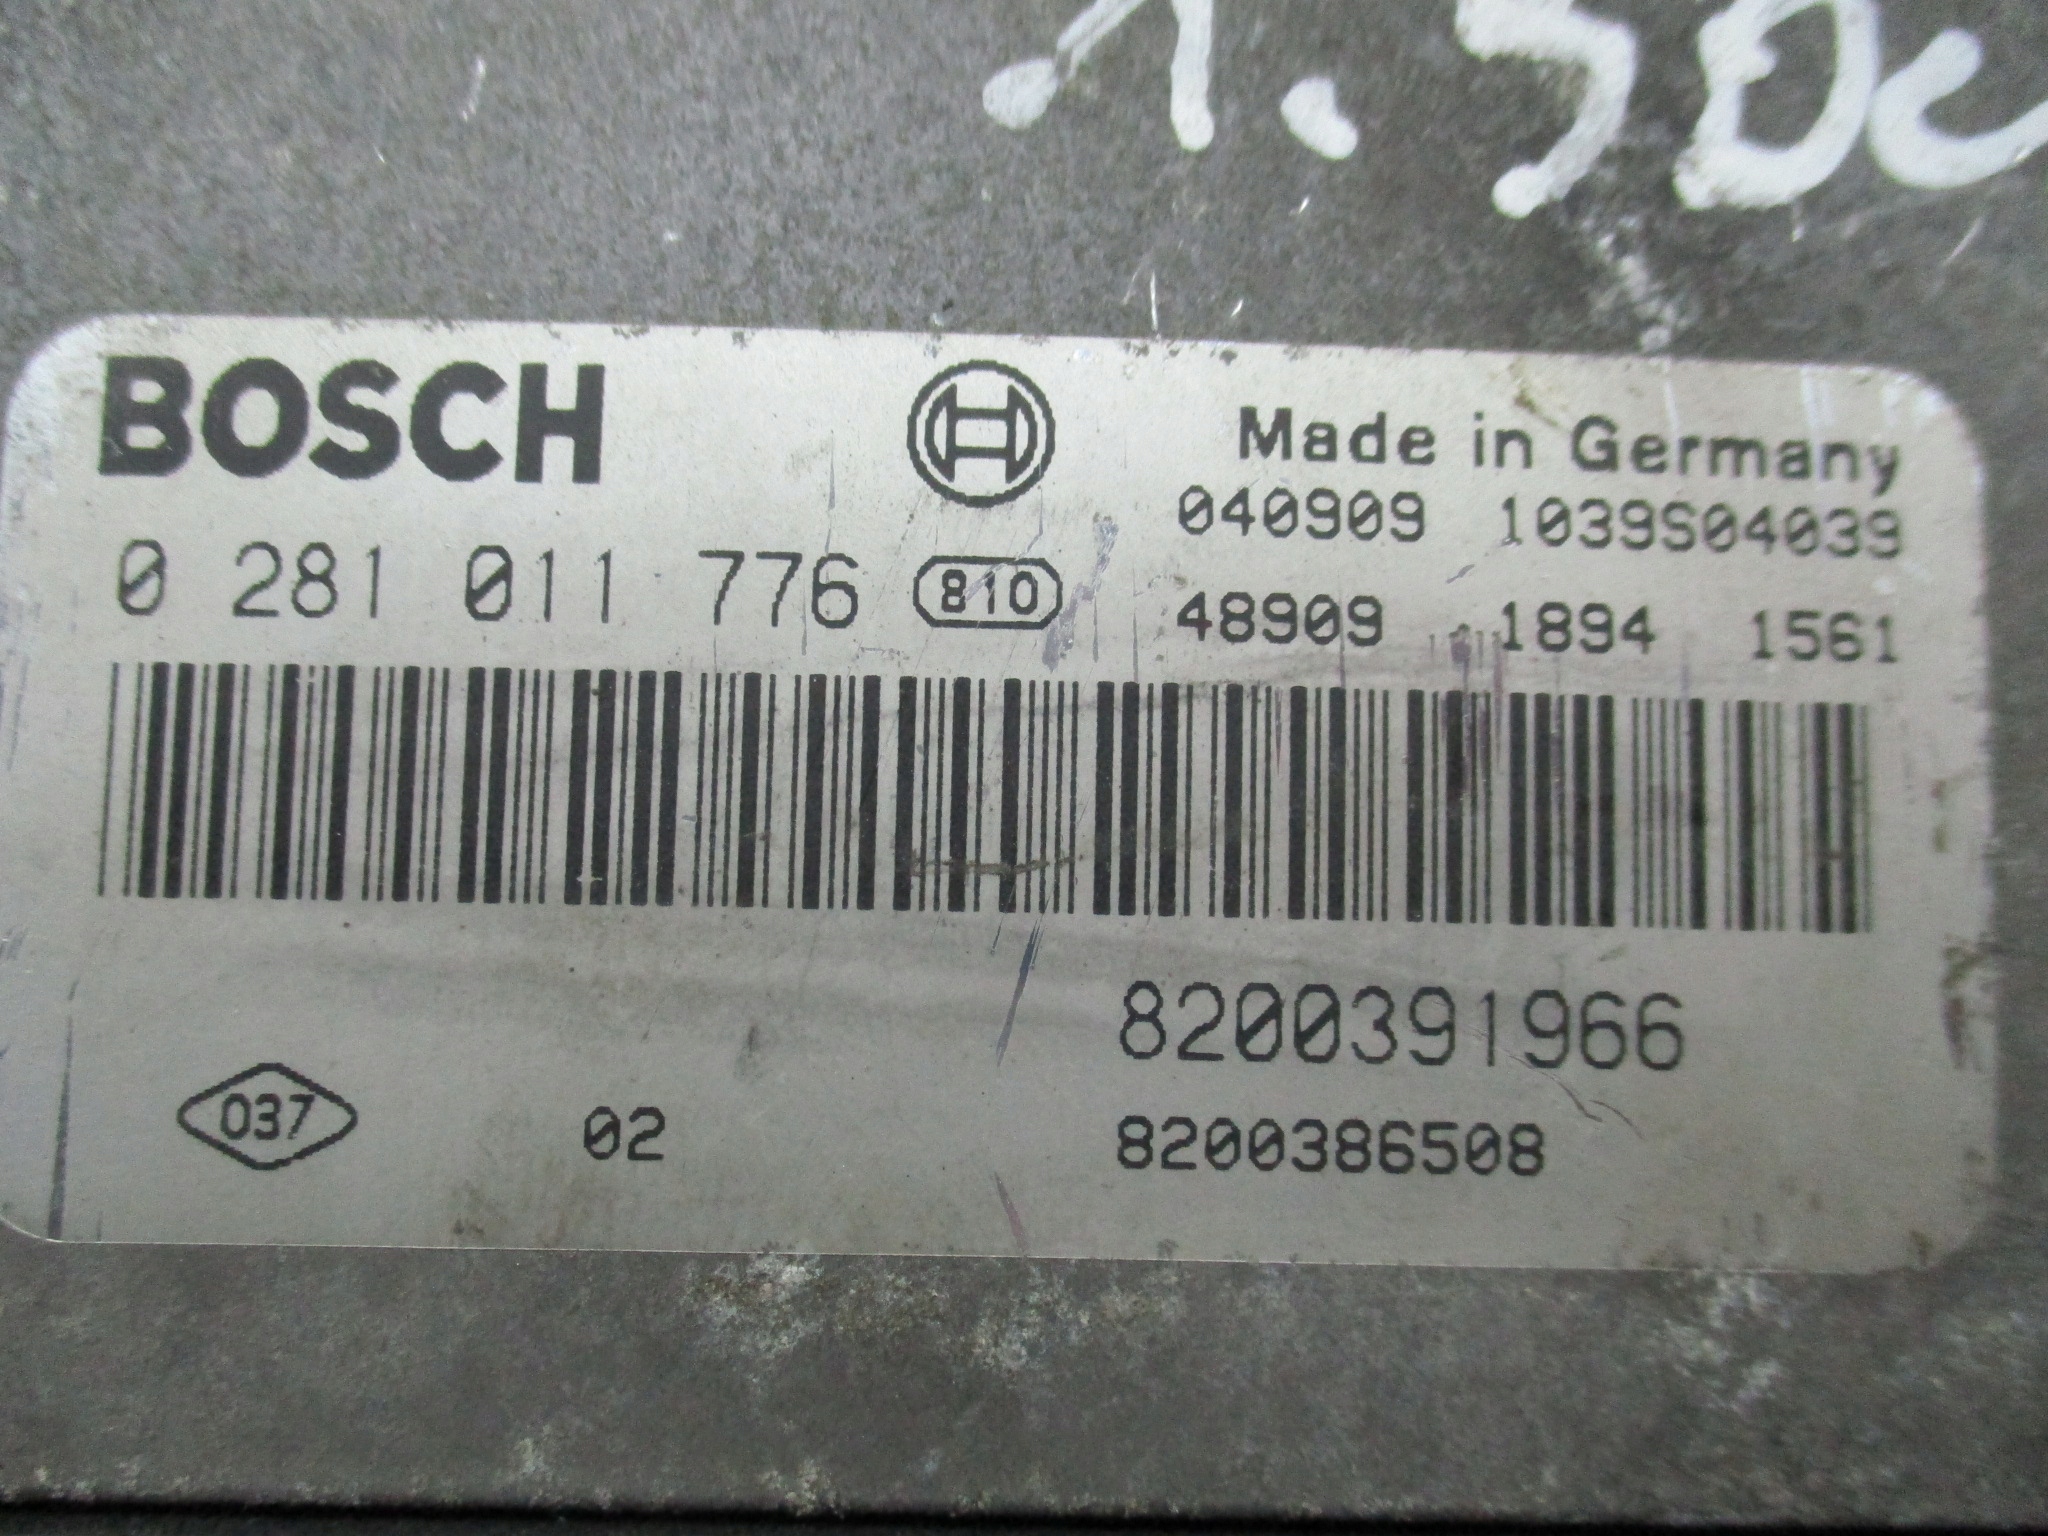 1.5Dc
BOSCH
Made in Germany
040909 1039S04039
0 281 011 776 810
48909 1894 1561
8200391966
037 02 8200386508